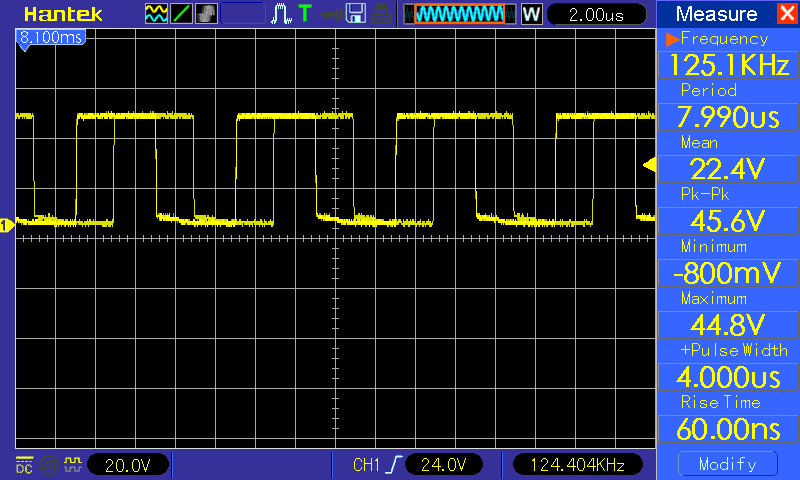 Hantek
T
W
2.00us
Measure
8.100ms
Frequency
125.1KHz
Period
7.990us
Mean
22.4V
Pk-Pk
45.6V
Minimum
-800mV
Maximum
44.8V
+Pulse Width
4.000us
Rise Time
60.00ns
Modify
1
DC
20.0V
CH1
24.0V
124.404KHz